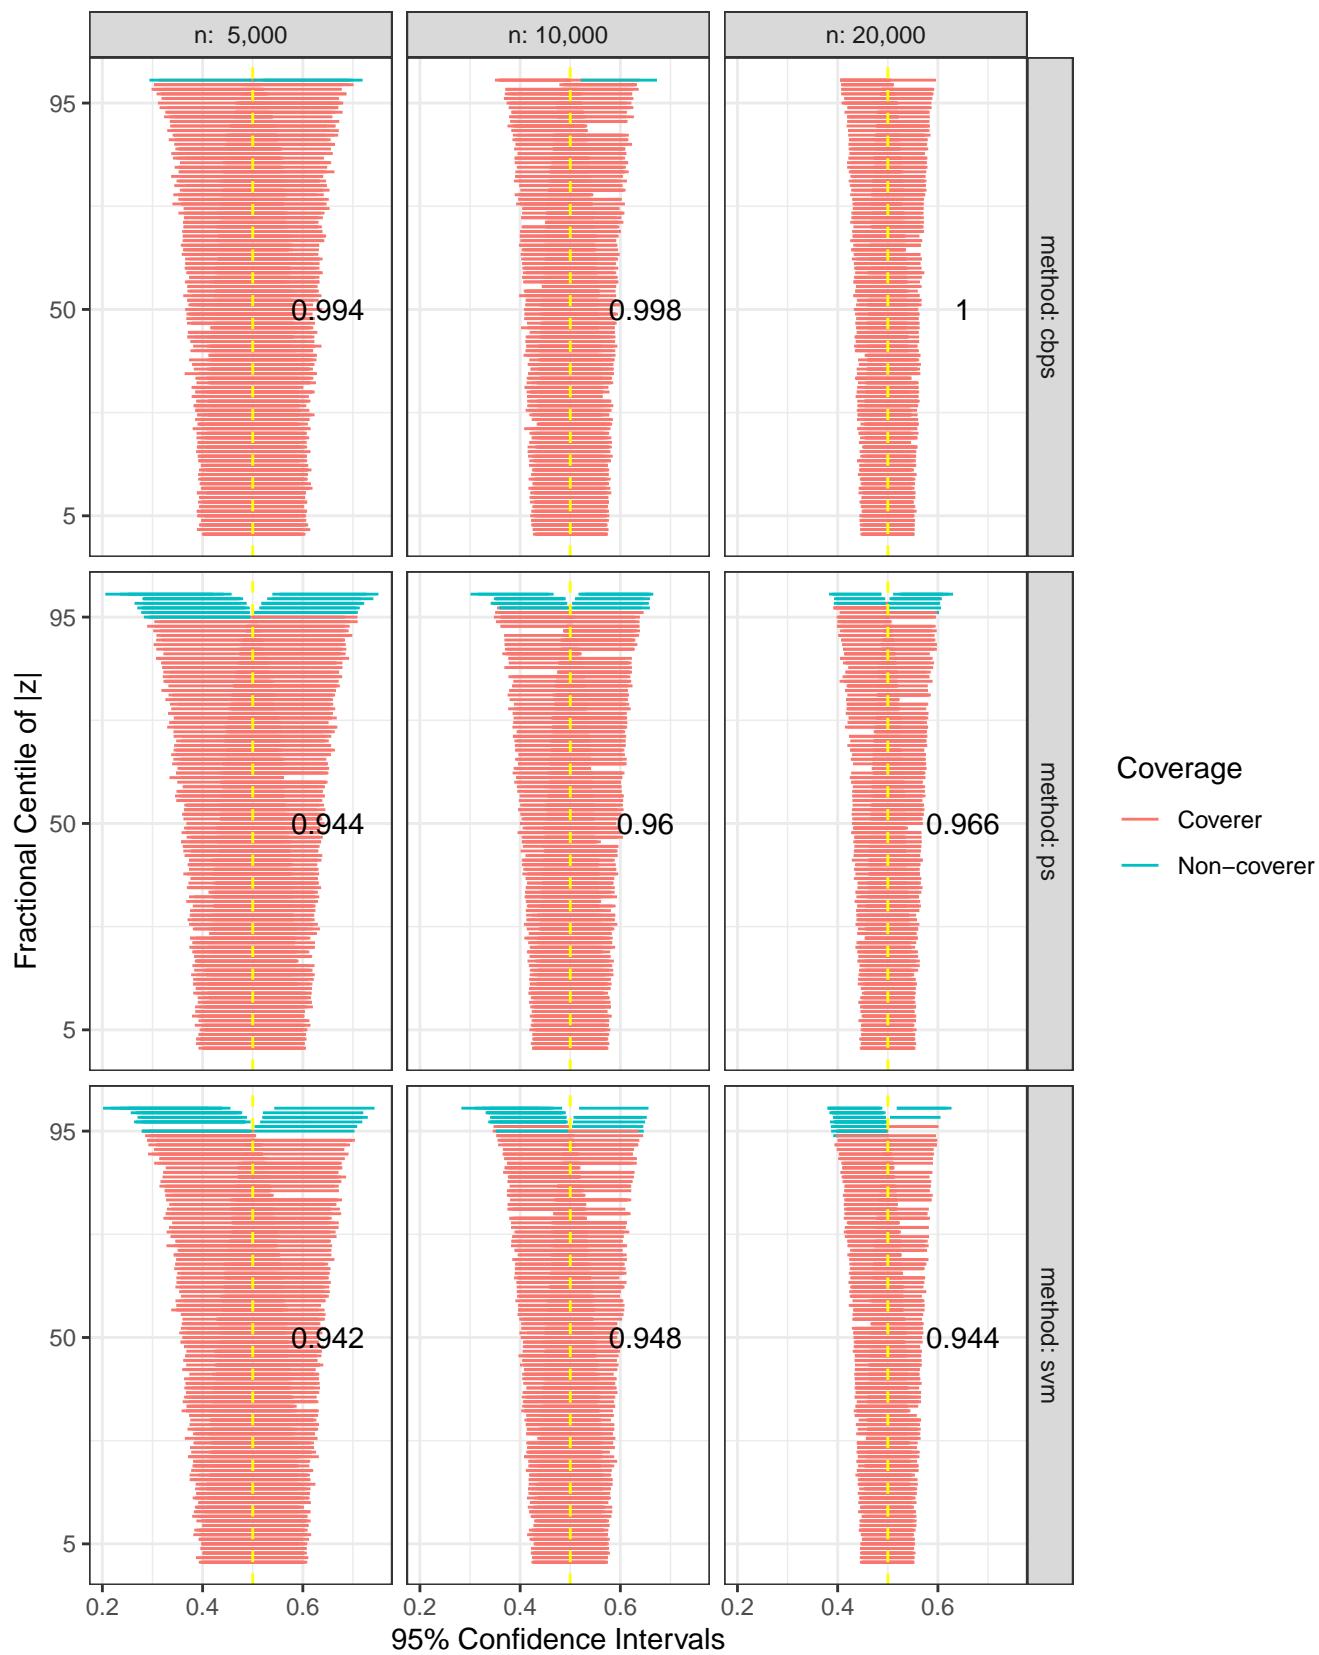 n: 5,000
n: 10,000
n: 20,000
95
50
5
0.994
0.998
1
method: cbps
95
50
5
0.944
0.96
0.966
method: ps
95
50
5
0.942
0.948
0.944
method: svm
0.2 0.4 0.6
0.2 0.4 0.6
0.2 0.4 0.6
95% Confidence Intervals
Fractional Centile of |z|
Coverage
Coverer
Non−coverer